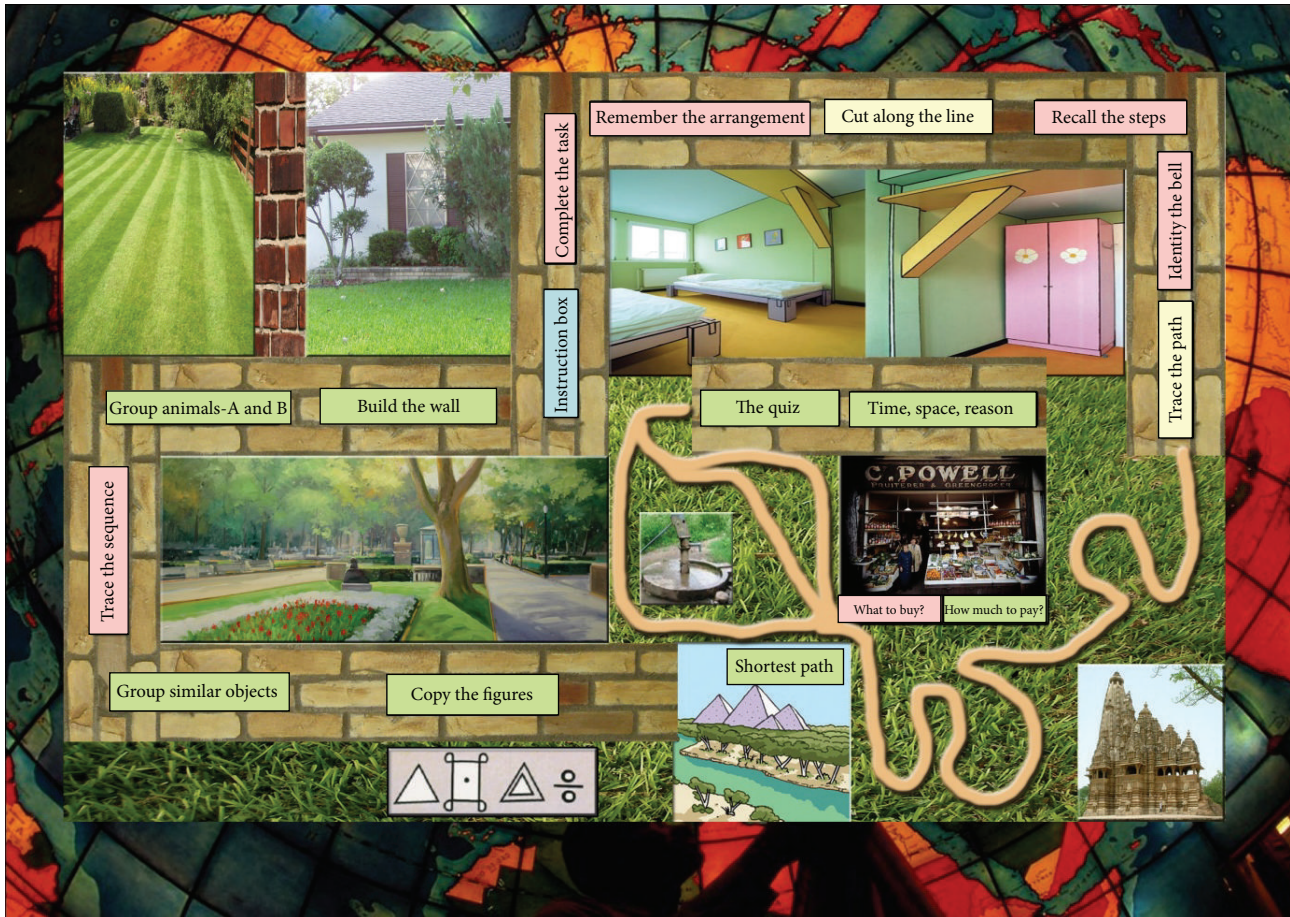 Remember the arrangement
Cut along the line
Recall the steps
Complete the task
Identity the bell
Instruction box
Trace the path
Group animals-A and B
Build the wall
The quiz
Time, space, reason
C. POWELL
FRUITERER & GREENGROCER
Trace the sequence
What to buy?
How much to pay?
Shortest path
Group similar objects
Copy the figures